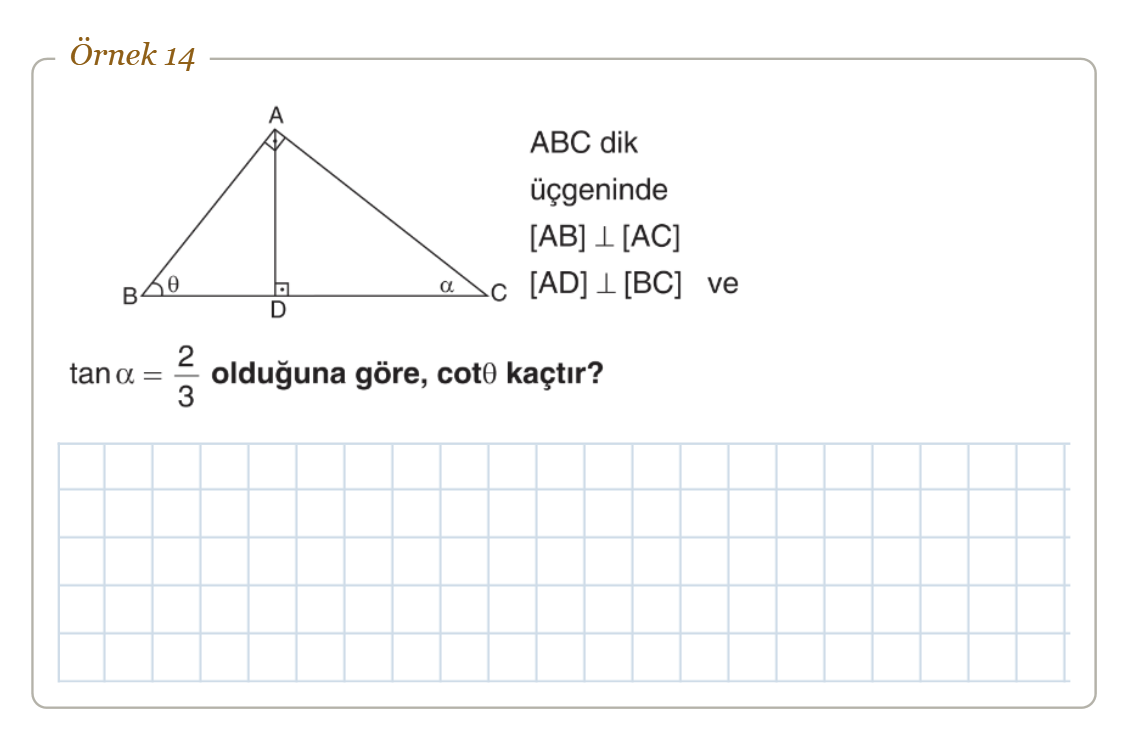 Örnek 14
A
ABC dik
üçgeninde
[AB] ⊥ [AC]
B θ α C [AD] ⊥ [BC] ve
D
tan α = 2/3 olduğuna göre, cotθ kaçtır?